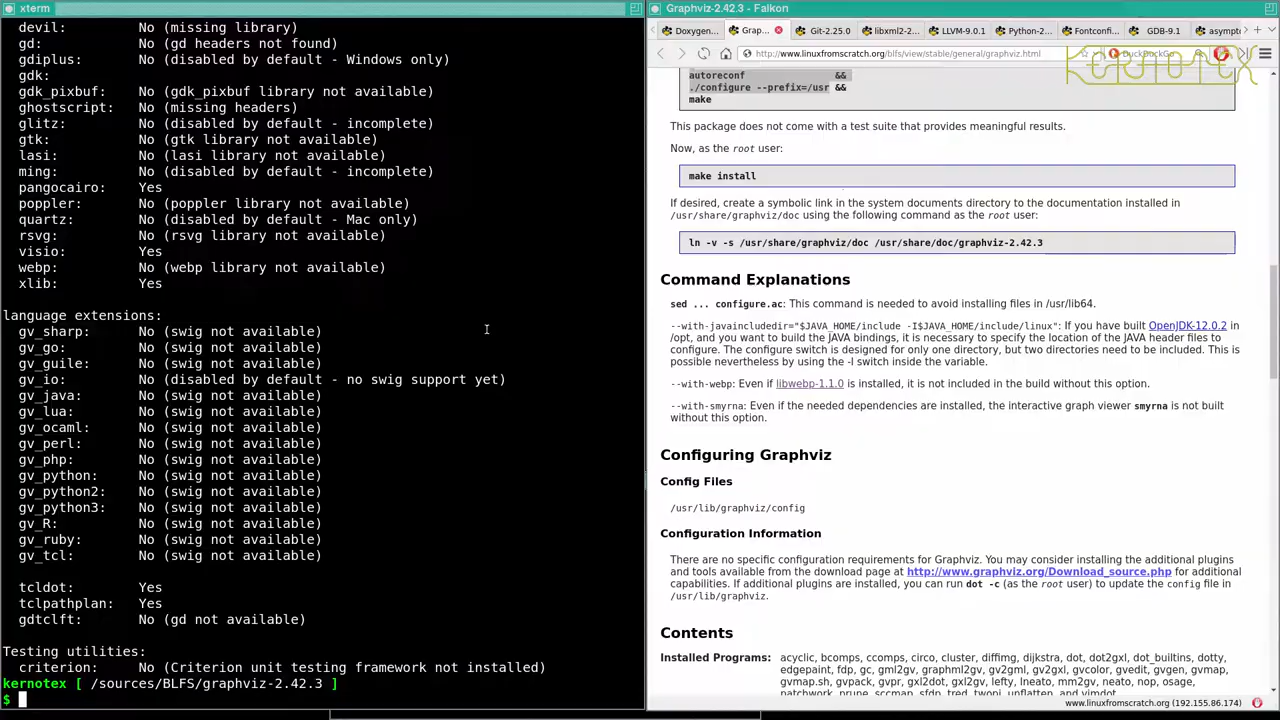 xterm
devil: No (missing library)
gd: No (gd headers not found)
gdiplus: No (disabled by default - Windows only)
gdk:
gdk_pixbuf: No (gdk_pixbuf library not available)
ghostscript: No (missing headers)
glitz: No (disabled by default - incomplete)
gtk: No (gtk library not available)
lasi: No (lasi library not available)
ming: No (disabled by default - incomplete)
pangocairo: Yes
poppler: No (poppler library not available)
quartz: No (disabled by default - Mac only)
rsvg: No (rsvg library not available)
visio: Yes
webp: No (webp library not available)
xlib: Yes
language extensions:
gv_sharp: No (swig not available)
gv_go: No (swig not available)
gv_guile: No (swig not available)
gv_io: No (disabled by default - no swig support yet)
gv_java: No (swig not available)
gv_lua: No (swig not available)
gv_ocaml: No (swig not available)
gv_perl: No (swig not available)
gv_php: No (swig not available)
gv_python: No (swig not available)
gv_python2: No (swig not available)
gv_python3: No (swig not available)
gv_R: No (swig not available)
gv_ruby: No (swig not available)
gv_tcl: No (swig not available)
tcldot: Yes
tclpathplan: Yes
gdtclft: No (gd not available)
Testing utilities:
criterion: No (Criterion unit testing framework not installed)
kernotex [ /sources/BLFS/graphviz-2.42.3 ]
$
Graphviz-2.42.3 - Falkon
Doxygen... Grap... Git-2.25.0 libxml2-... LLVM-9.0.1 Python-2... Fontconfi... GDB-9.1 asympt
http://www.linuxfromscratch.org/blfs/view/stable/general/graphviz.html DuckDuckGo
KERNOTEX
autoreconf &&
./configure --prefix=/usr &&
make
This package does not come with a test suite that provides meaningful results.
Now, as the root user:
make install
If desired, create a symbolic link in the system documents directory to the documentation installed in
/usr/share/graphviz/doc using the following command as the root user:
ln -v -s /usr/share/graphviz/doc /usr/share/doc/graphviz-2.42.3
Command Explanations
sed ... configure.ac: This command is needed to avoid installing files in /usr/lib64.
--with-javaincludedir="$JAVA_HOME/include -I$JAVA_HOME/include/linux": If you have built OpenJDK-12.0.2 in
/opt, and you want to build the JAVA bindings, it is necessary to specify the location of the JAVA header files to
configure. The configure switch is designed for only one directory, but two directories need to be included. This is
possible nevertheless by using the -I switch inside the variable.
--with-webp: Even if libwebp-1.1.0 is installed, it is not included in the build without this option.
--with-smyrna: Even if the needed dependencies are installed, the interactive graph viewer smyrna is not built
without this option.
Configuring Graphviz
Config Files
/usr/lib/graphviz/config
Configuration Information
There are no specific configuration requirements for Graphviz. You may consider installing the additional plugins
and tools available from the download page at http://www.graphviz.org/Download_source.php for additional
capabilities. If additional plugins are installed, you can run dot -c (as the root user) to update the config file in
/usr/lib/graphviz.
Contents
Installed Programs: acyclic, bcomps, ccomps, circo, cluster, diffimg, dijkstra, dot, dot2gxl, dot_builtins, dotty,
edgepaint, fdp, gc, gml2gv, graphml2gv, gv2gml, gv2gxl, gvcolor, gvedit, gvgen, gvmap,
gvmap.sh, gvpack, gvpr, gxl2dot, gxl2gv, lefty, lneato, mm2gv, neato, nop, osage,
patchwork, prune, sccmap, sfdp, tred, twopi, unflatten, and vimdot
www.linuxfromscratch.org (192.155.86.174)